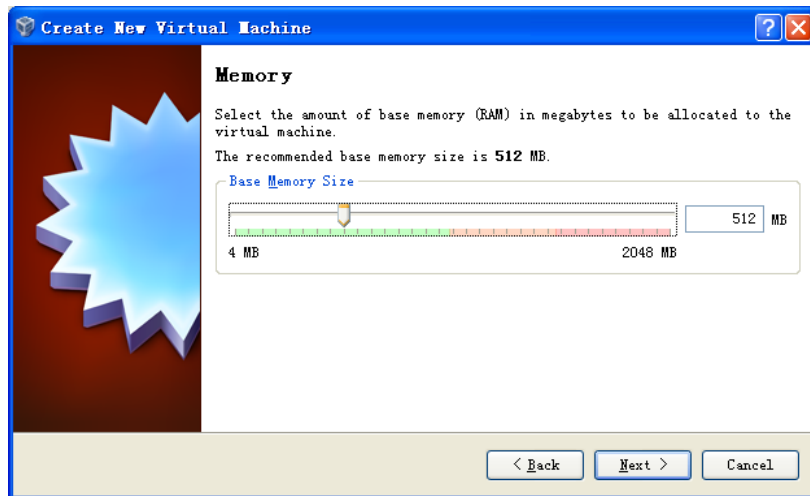 Create New Virtual Machine
Memory
Select the amount of base memory (RAM) in megabytes to be allocated to the
virtual machine.
The recommended base memory size is 512 MB.
Base Memory Size
512 MB
4 MB 2048 MB
< Back Next > Cancel